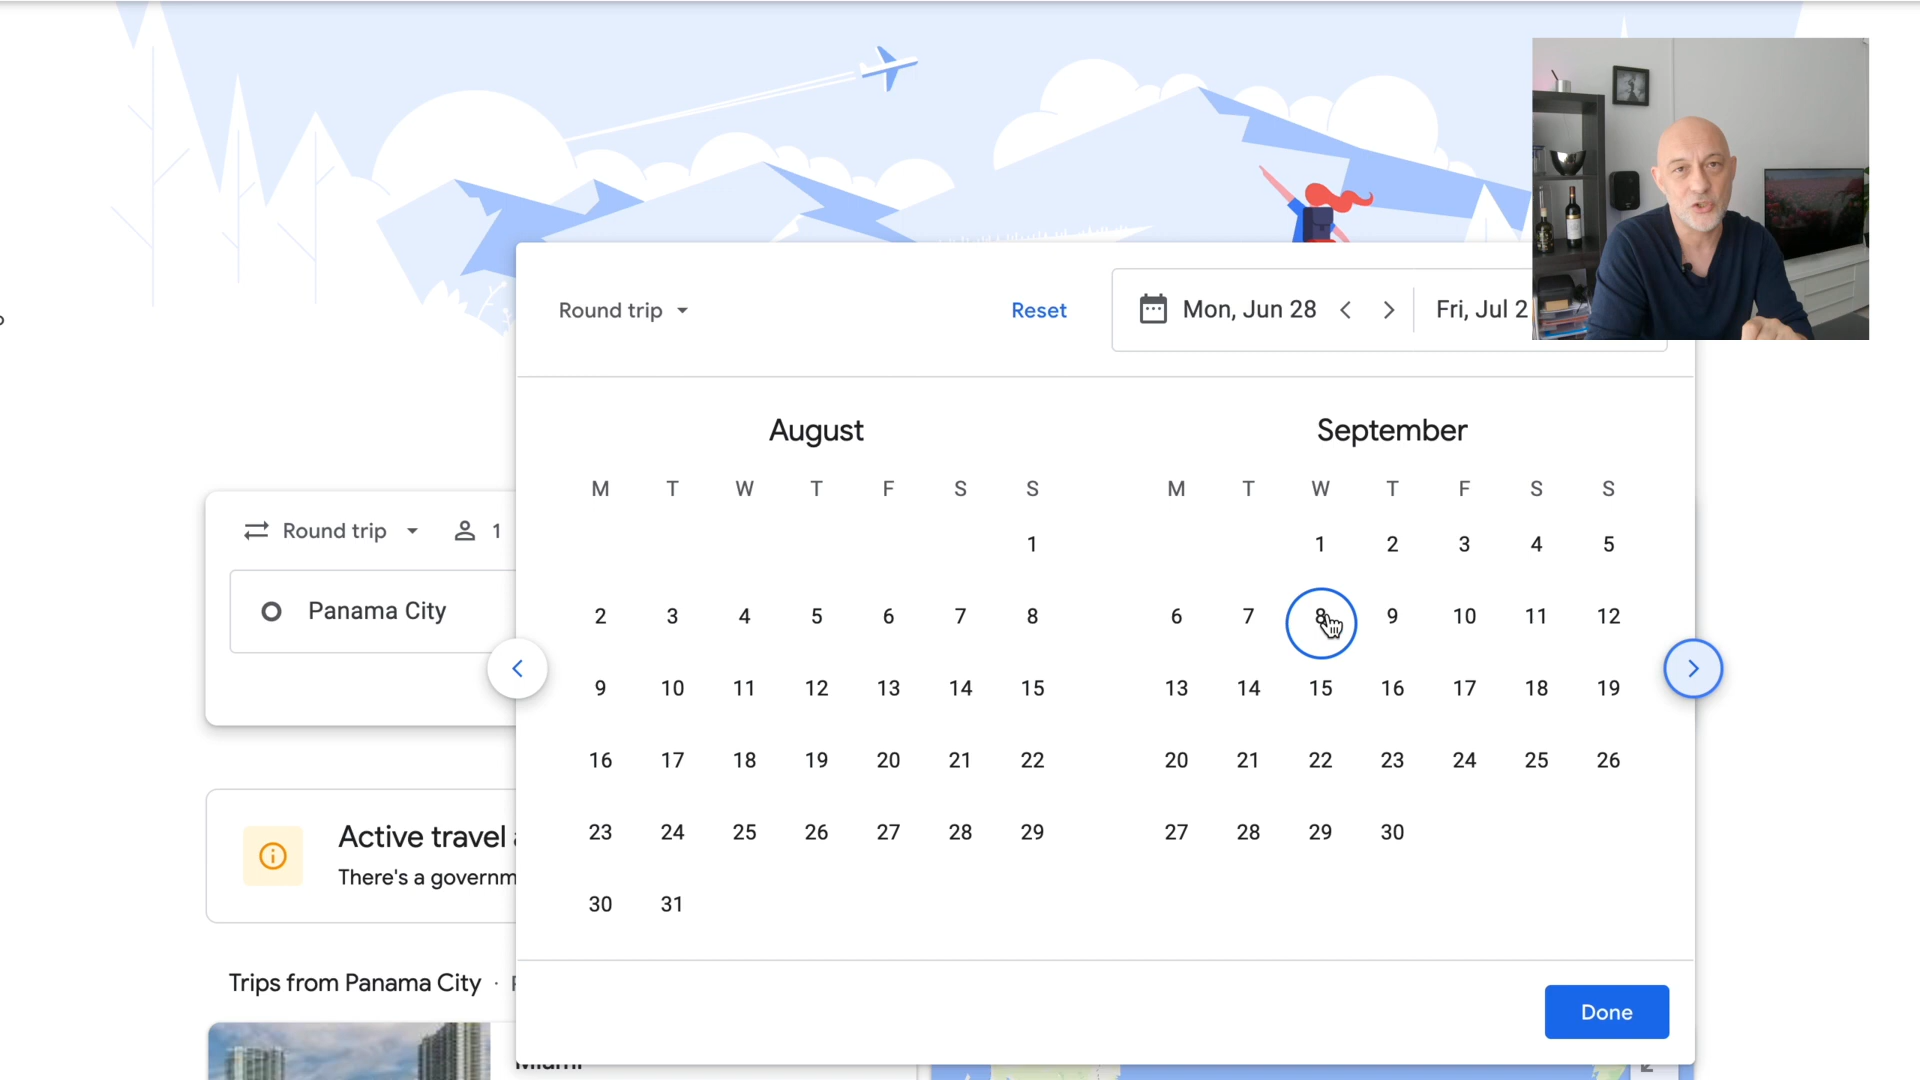 Round trip
Reset
Mon, Jun 28
Fri, Jul 2
August
September
M T W T F S S
M T W T F S S
1
1 2 3 4 5
2 3 4 5 6 7 8
6 7 8 9 10 11 12
9 10 11 12 13 14 15
13 14 15 16 17 18 19
16 17 18 19 20 21 22
20 21 22 23 24 25 26
23 24 25 26 27 28 29
27 28 29 30
30 31
Done
Round trip
1
Panama City
Active travel
There's a governm
Trips from Panama City ·
Miami